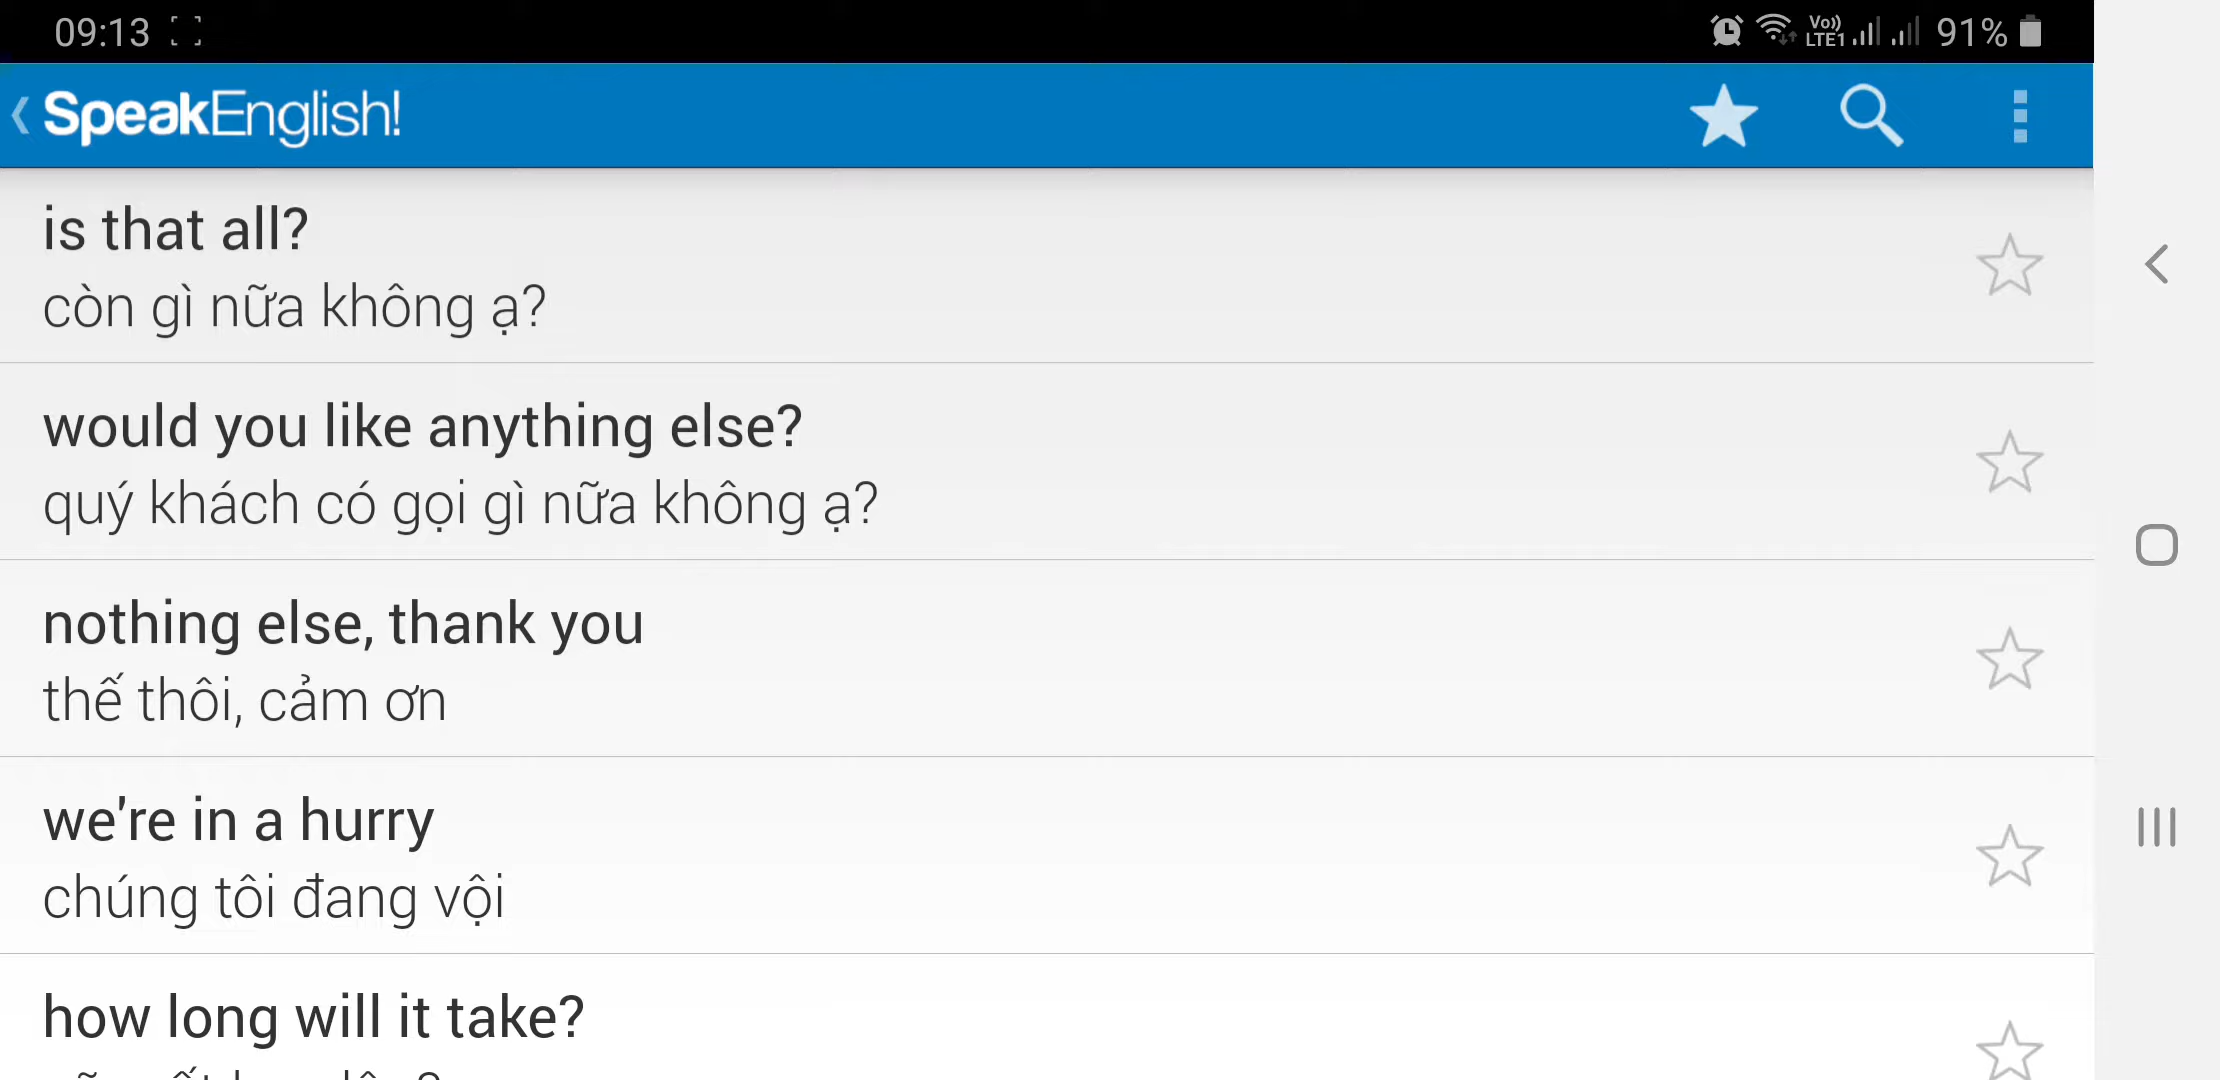 09:13 Vo)) LTE1 91%
SpeakEnglish!
is that all?
còn gì nữa không ạ?
would you like anything else?
quý khách có gọi gì nữa không ạ?
nothing else, thank you
thế thôi, cảm ơn
we're in a hurry
chúng tôi đang vội
how long will it take?